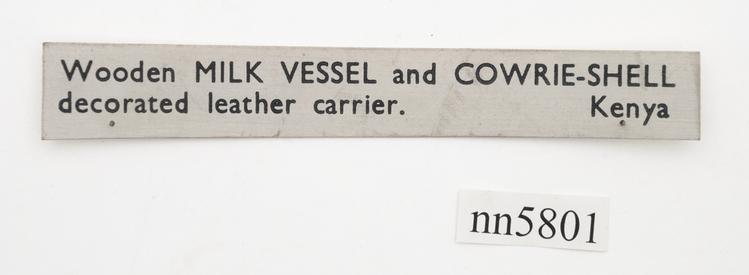 Wooden MILK VESSEL and COWRIE-SHELL
decorated leather carrier. Kenya
nn5801